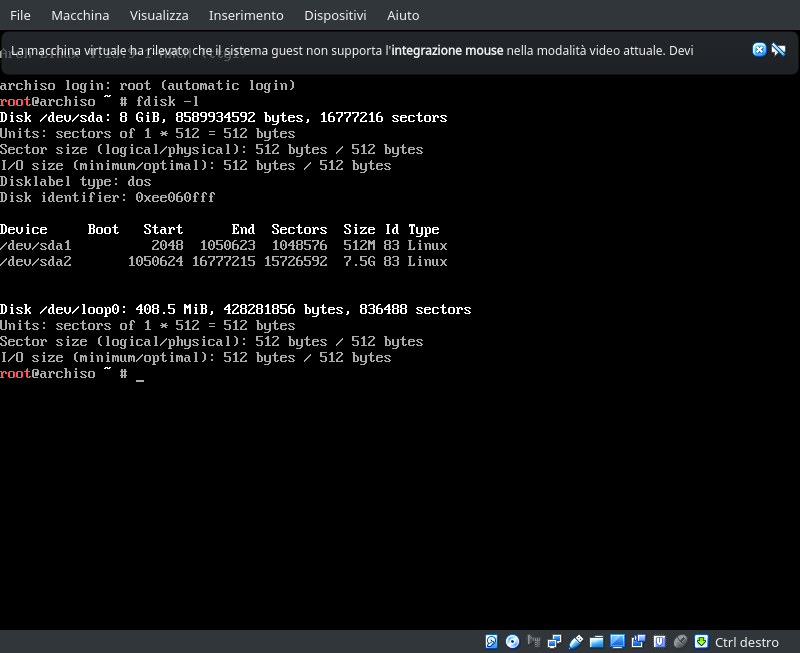 File Macchina Visualizza Inserimento Dispositivi Aiuto
La macchina virtuale ha rilevato che il sistema guest non supporta l'integrazione mouse nella modalità video attuale. Devi
archiso login: root (automatic login)
root@archiso ~ # fdisk -l
Disk /dev/sda: 8 GiB, 8589934592 bytes, 16777216 sectors
Units: sectors of 1 * 512 = 512 bytes
Sector size (logical/physical): 512 bytes / 512 bytes
I/O size (minimum/optimal): 512 bytes / 512 bytes
Disklabel type: dos
Disk identifier: 0xee060fff
Device     Boot   Start      End  Sectors  Size Id Type
/dev/sda1          2048  1050623  1048576  512M 83 Linux
/dev/sda2       1050624 16777215 15726592  7.5G 83 Linux
Disk /dev/loop0: 408.5 MiB, 428281856 bytes, 836488 sectors
Units: sectors of 1 * 512 = 512 bytes
Sector size (logical/physical): 512 bytes / 512 bytes
I/O size (minimum/optimal): 512 bytes / 512 bytes
root@archiso ~ # _
Ctrl destro